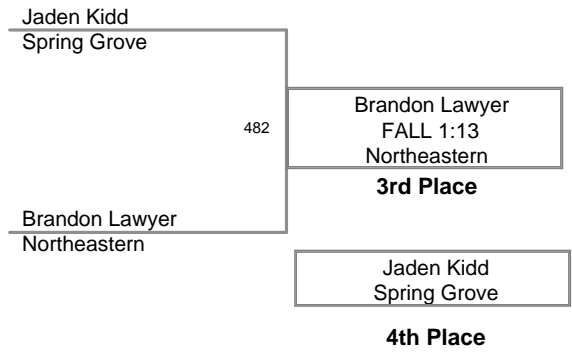 Jaden Kidd
Spring Grove
482
Brandon Lawyer
FALL 1:13
Northeastern
3rd Place
Brandon Lawyer
Northeastern
Jaden Kidd
Spring Grove
4th Place